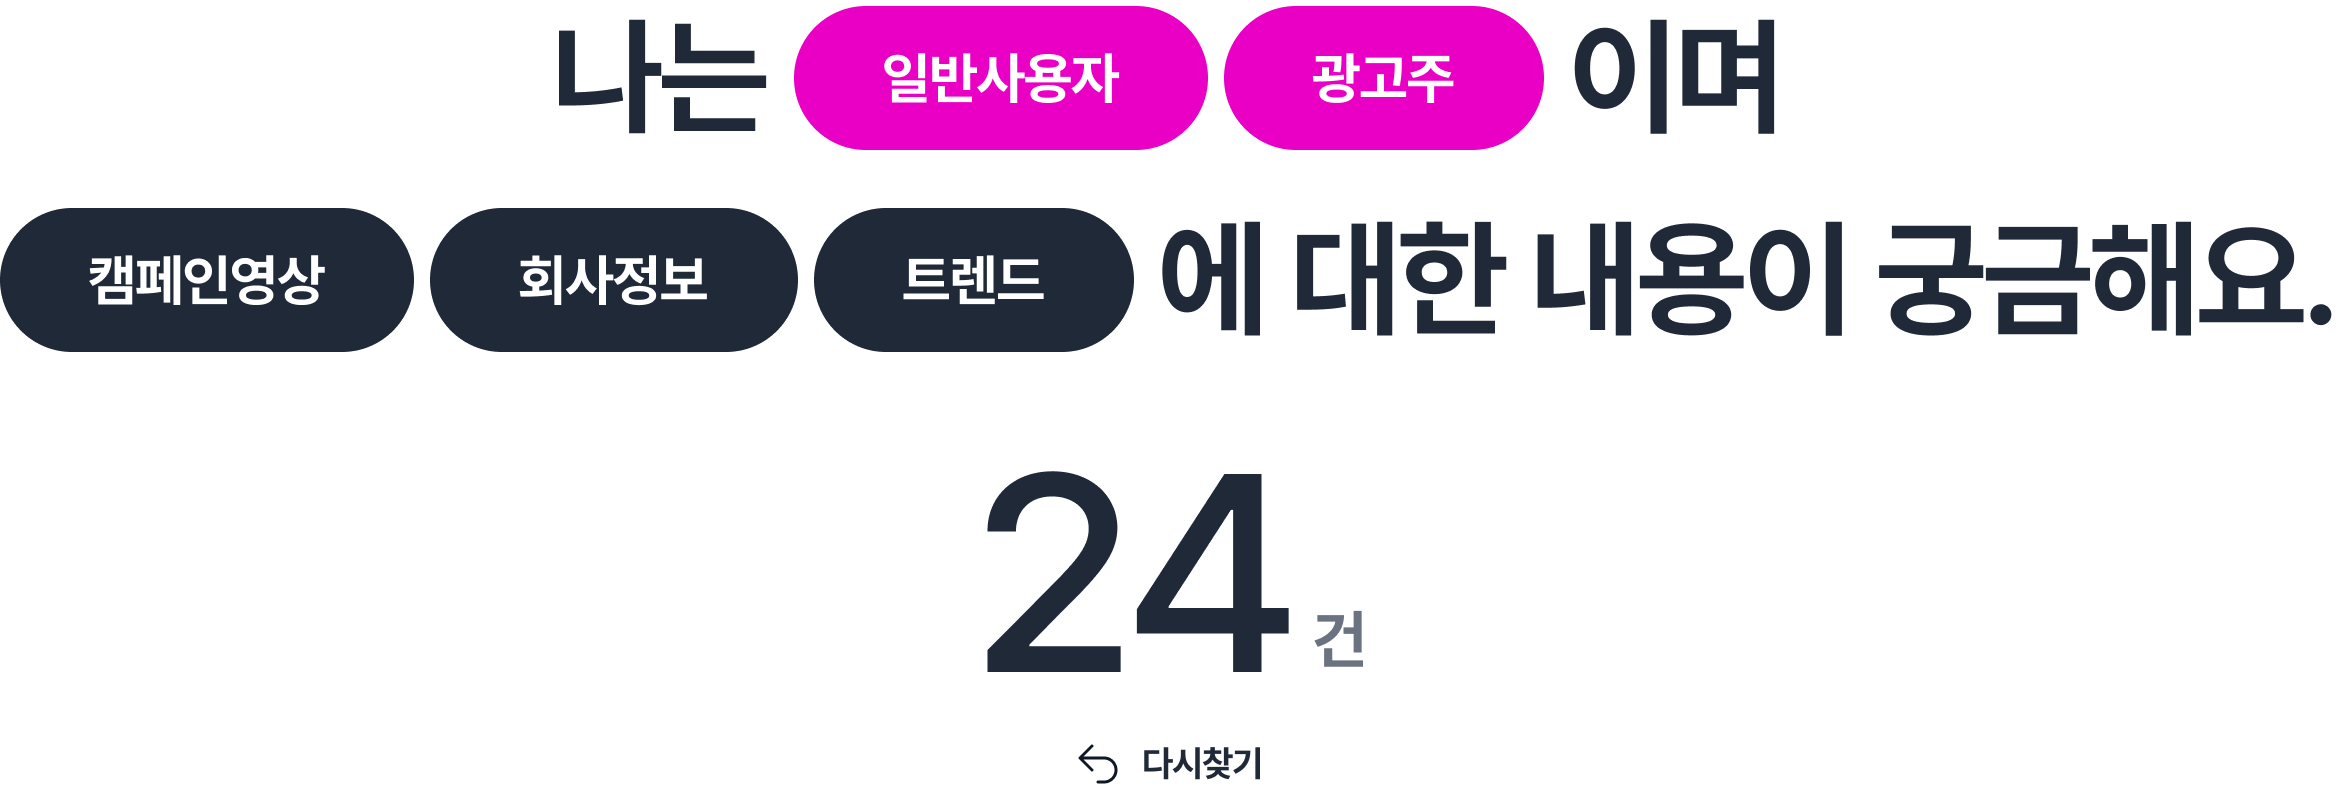 나는 일반사용자 광고주 이며
캠페인영상 회사정보 트렌드 에 대한 내용이 궁금해요.
24 건
다시찾기